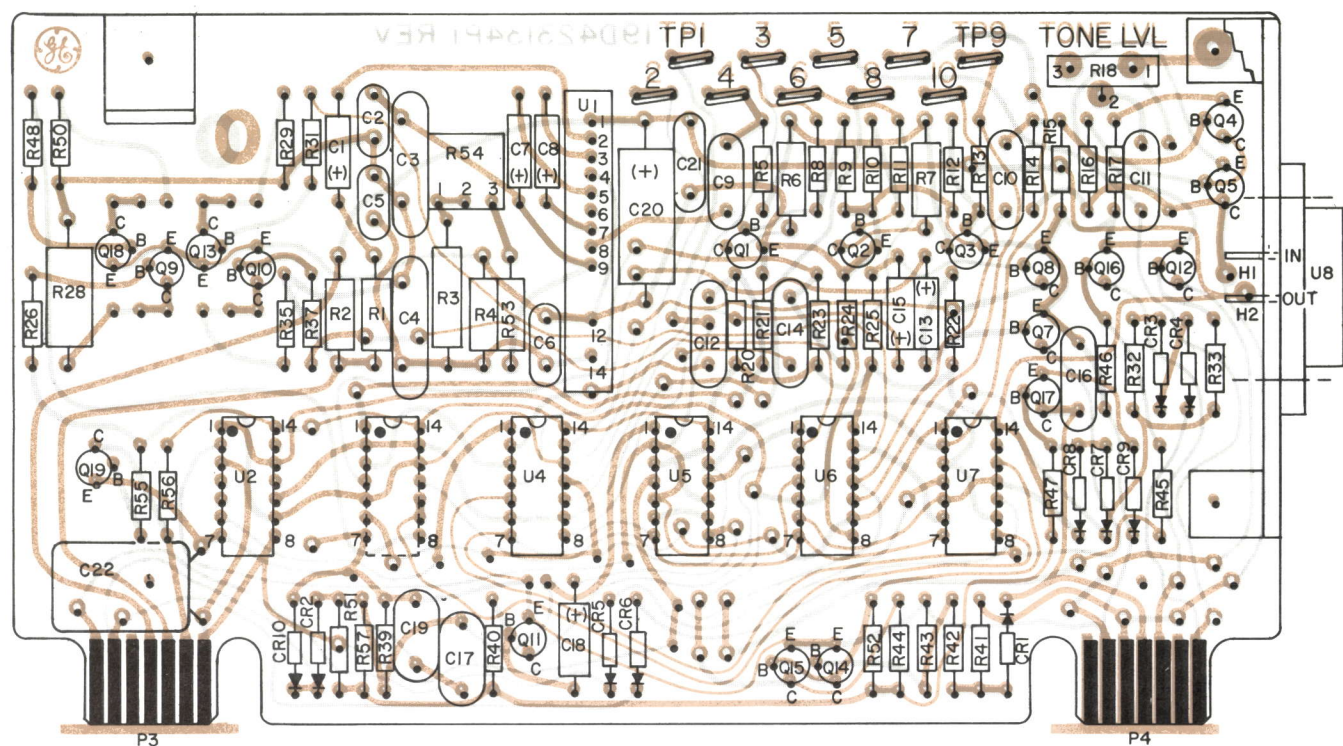 GE
19D423154P1 REV
TP1 3 5 7 TP9 TONE LVL
2 4 6 8 10
3 R18 1
2
R48 R50 R29 R31 C1 (+) C2 C3 C5 R54 1 2 3 C7 (+) C8 (+)
U1
1
2
3
4
5
6
7
8
9
12
14
(+) C20 C21 C9 R5 R6 R8 R9 R10 R11 R7 R12 R13 C10 R14 R15 R16 R17 C11
E B Q4 C
E B Q5 C
C Q18 B E
B Q9 E C
C Q13 B E
B Q10 E C
C Q1 B E
C Q2 B E
C Q3 B E
E B Q8 C
E B Q16 C
E B Q12 C
IN
H1
U8
OUT
H2
R26 R28 R35 R37 R2 R1 C4 R3 R4 R53 C6
C12 R20 R21 C14 R23 R24 R25 C15 (+) (+) C13 R22
E B Q7 C
C16 R46 R32 CR3 CR4 R33
E B Q17 C
C Q19 B E
R55 R56
1 14 U2 7 8
1 14 7 8
1 14 U4 7 8
1 14 U5 7 8
1 14 U6 7 8
1 14 U7 7 8
R47 CR8 CR7 CR9 R45
C22
CR10 CR2 R51 R57 R39 C19 C17 R40
E B Q11 C
(+) C18 CR5 CR6
E B Q15 C
E B Q14 C
R52 R44 R43 R42 R41 CR1
P3 P4